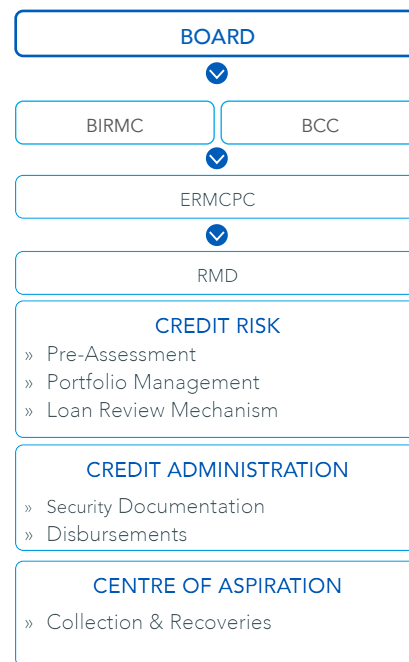 BOARD
BIRMC BCC
ERMCPC
RMD
CREDIT RISK
» Pre-Assessment
» Portfolio Management
» Loan Review Mechanism
CREDIT ADMINISTRATION
» Security Documentation
» Disbursements
CENTRE OF ASPIRATION
» Collection & Recoveries